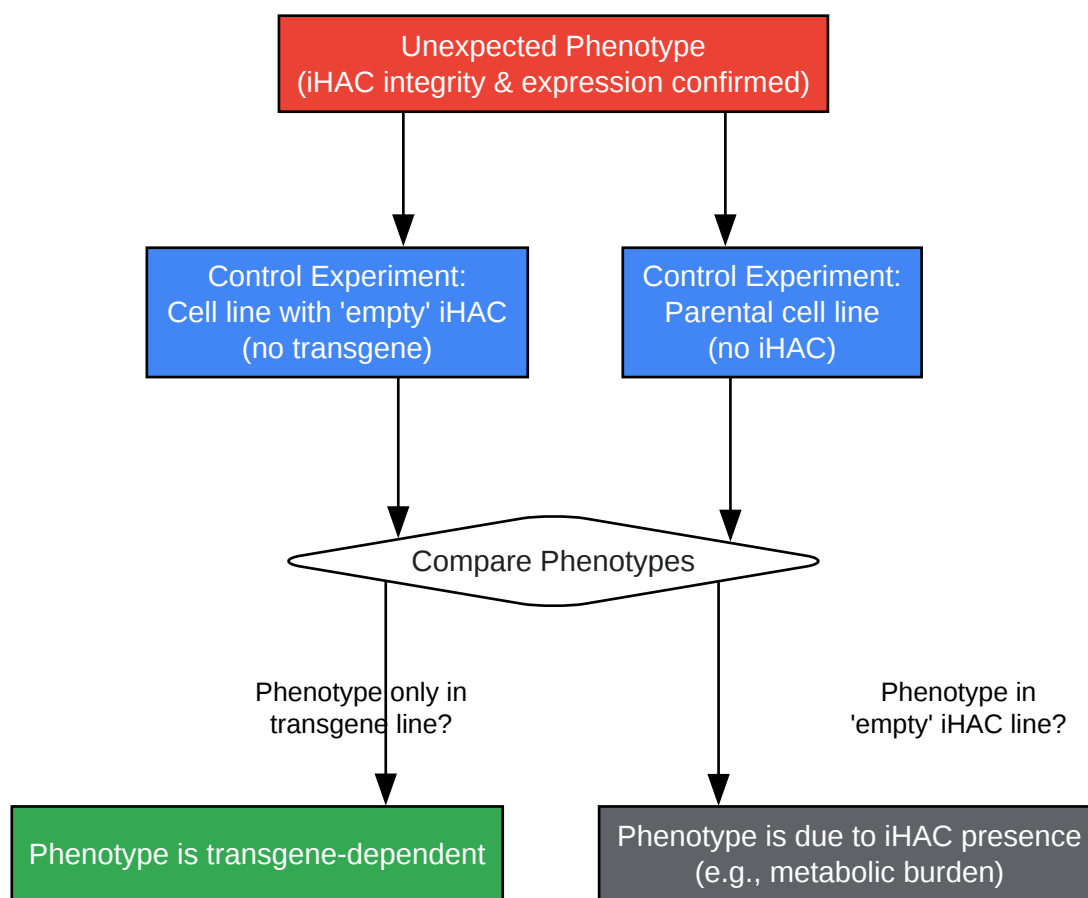 Unexpected Phenotype
(iHAC integrity & expression confirmed)
Control Experiment:
Cell line with 'empty' iHAC
(no transgene)
Control Experiment:
Parental cell line
(no iHAC)
Compare Phenotypes
Phenotype only in
transgene line?
Phenotype in
'empty' iHAC line?
Phenotype is transgene-dependent
Phenotype is due to iHAC presence
(e.g., metabolic burden)